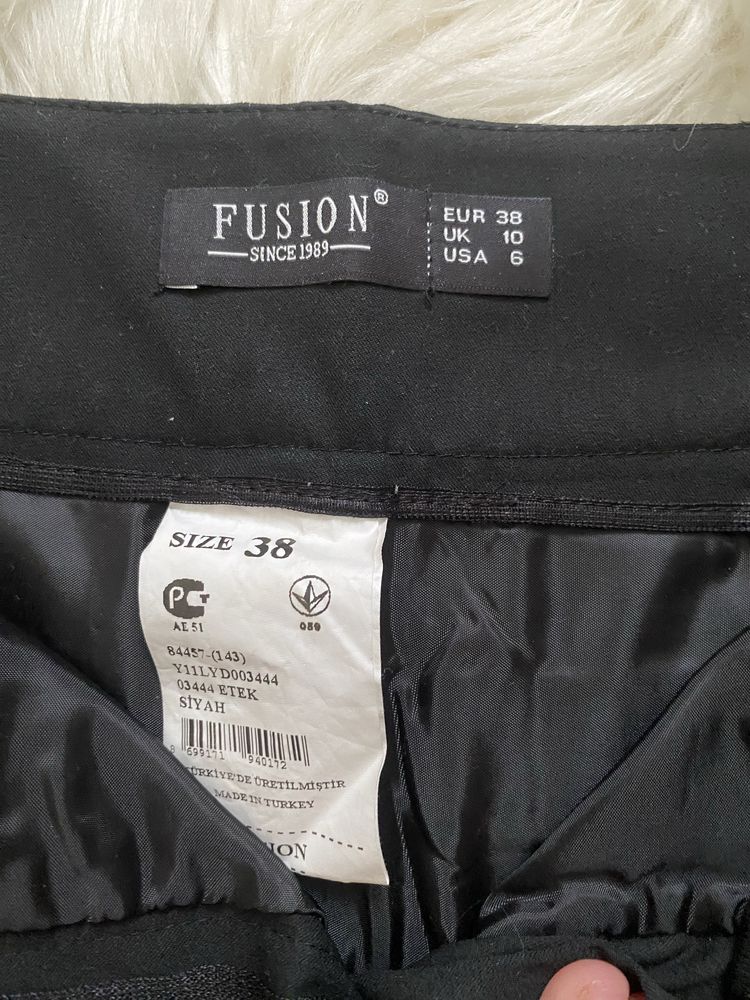 FUSION®
SINCE 1989
EUR 38
UK 10
USA 6
SIZE 38
PCT
AE 51
089
84457-(143)
Y11LYD003444
03444 ETEK
SİYAH
8 699171 940172
TÜRKİYE'DE ÜRETİLMİŞTİR
MADE IN TURKEY